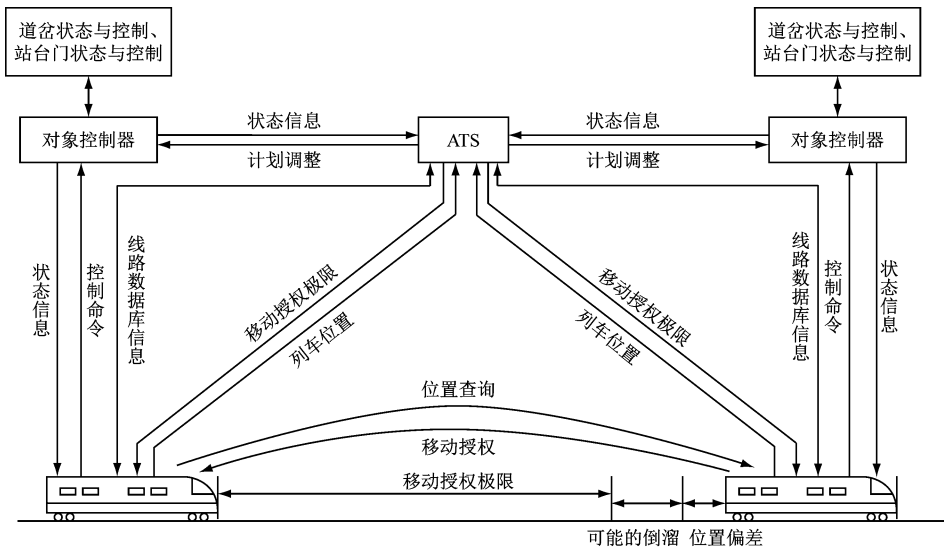 道岔状态与控制、
站台门状态与控制
道岔状态与控制、
站台门状态与控制
对象控制器
状态信息
计划调整
ATS
状态信息
计划调整
对象控制器
状态信息
控制命令
线路数据库信息
移动授权极限
列车位置
移动授权极限
列车位置
线路数据库信息
控制命令
状态信息
位置查询
移动授权
移动授权极限
可能的倒溜
位置偏差